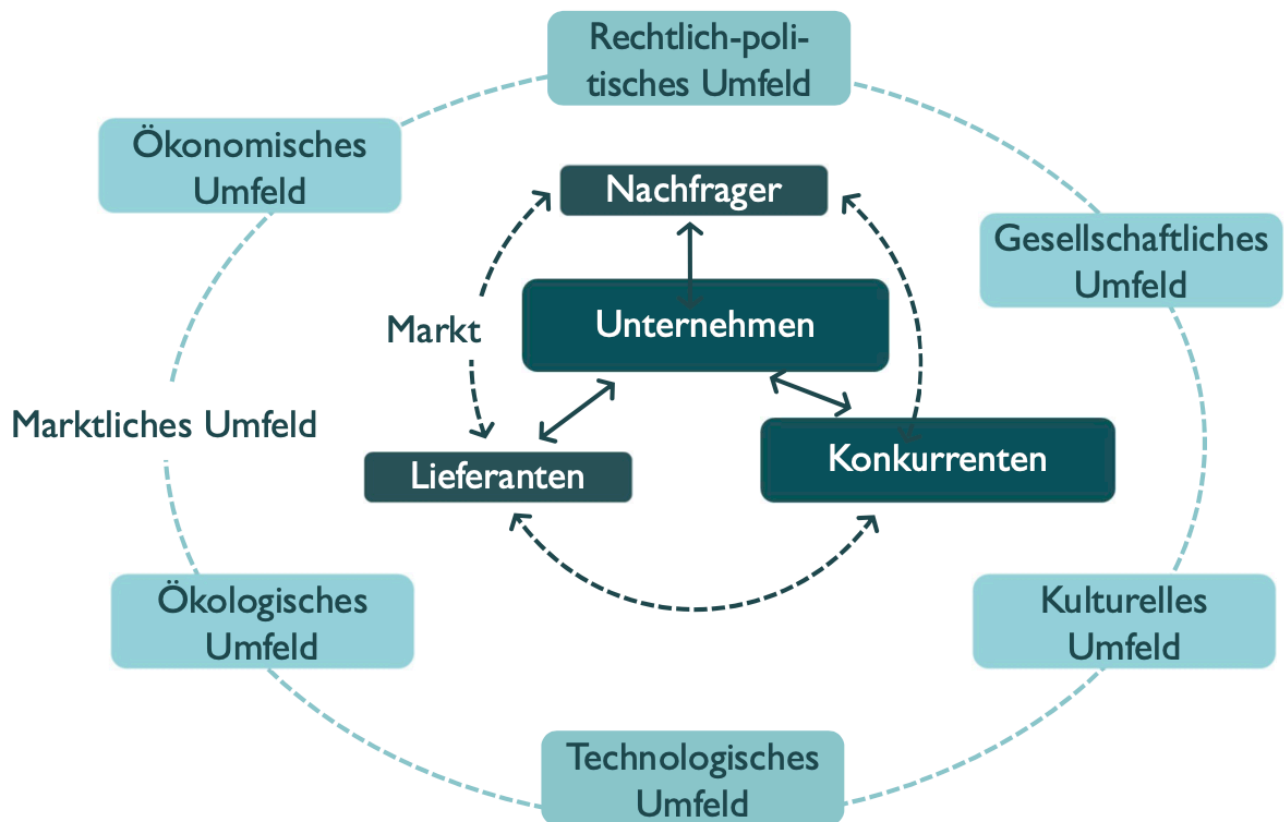 Rechtlich-poli-
tisches Umfeld
Ökonomisches
Umfeld
Nachfrager
Gesellschaftliches
Umfeld
Unternehmen
Markt
Marktliches Umfeld
Konkurrenten
Lieferanten
Ökologisches
Umfeld
Kulturelles
Umfeld
Technologisches
Umfeld